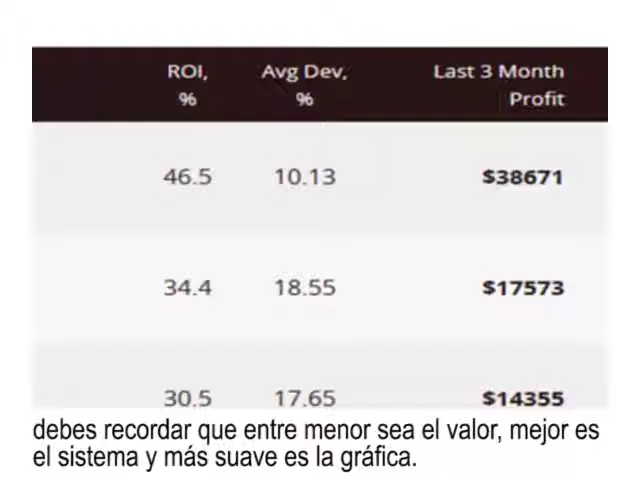 ROI, Avg Dev, Last 3 Month
% % Profit
46.5 10.13 $38671
34.4 18.55 $17573
30.5 17.65 $14355
debes recordar que entre menor sea el valor, mejor es
el sistema y más suave es la gráfica.